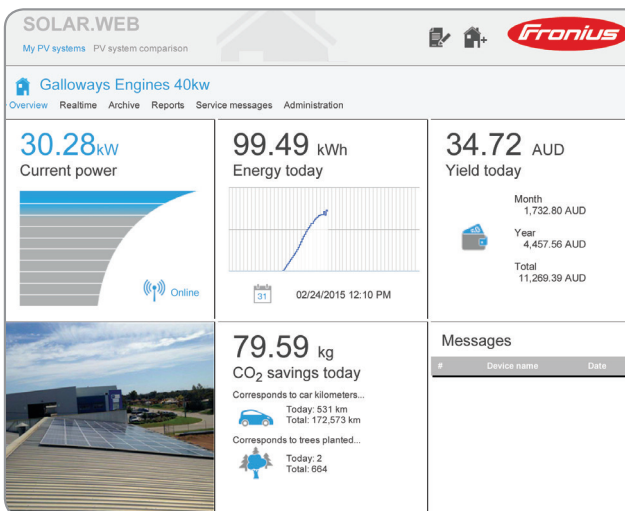 SOLAR.WEB
My PV systems PV system comparison
Fronius
Galloways Engines 40kw
Overview Realtime Archive Reports Service messages Administration
30.28kW
Current power
Online
99.49 kWh
Energy today
31
02/24/2015 12:10 PM
34.72 AUD
Yield today
Month
1,732.80 AUD
Year
4,457.56 AUD
Total
11,269.39 AUD
79.59 kg
CO2 savings today
Corresponds to car kilometers...
Today: 531 km
Total: 172,573 km
Corresponds to trees planted...
Today: 2
Total: 664
Messages
# Device name Date